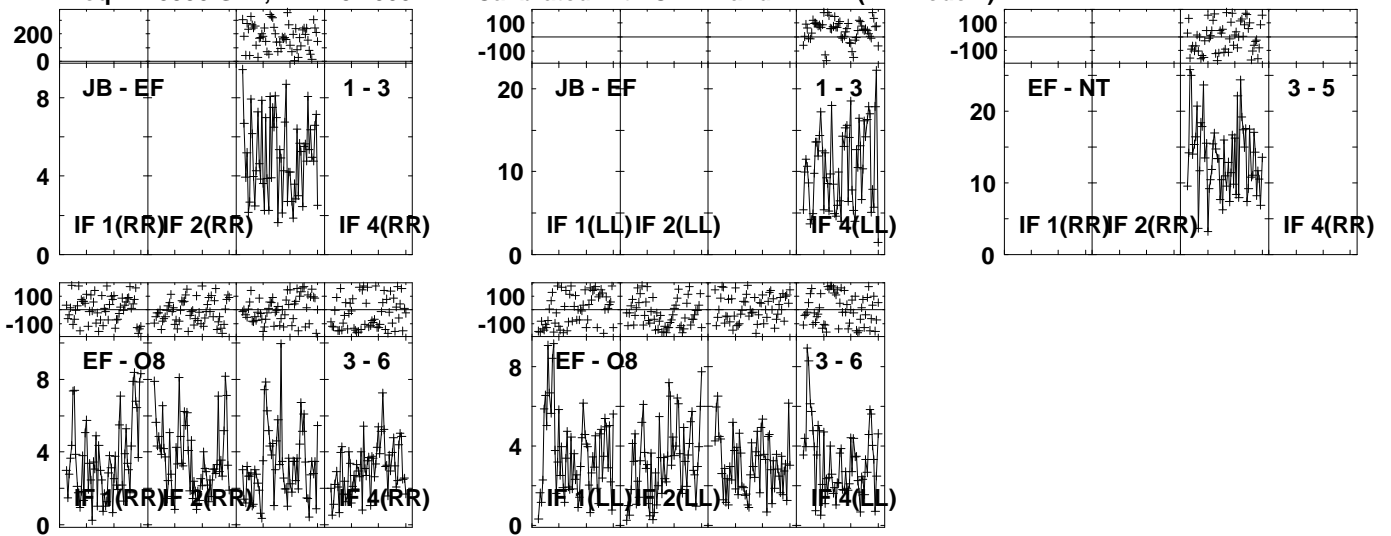 200
0
8
4
0
JB - EF
1 - 3
IF 1(RR)
IF 2(RR)
IF 4(RR)
100
-100
20
10
0
JB - EF
1 - 3
IF 1(LL)
IF 2(LL)
IF 4(LL)
100
-100
20
10
0
EF - NT
3 - 5
IF 1(RR)
IF 2(RR)
IF 4(RR)
100
-100
8
4
0
EF - O8
3 - 6
IF 1(RR)
IF 2(RR)
IF 4(RR)
100
-100
8
4
0
EF - O8
3 - 6
IF 1(LL)
IF 2(LL)
IF 4(LL)